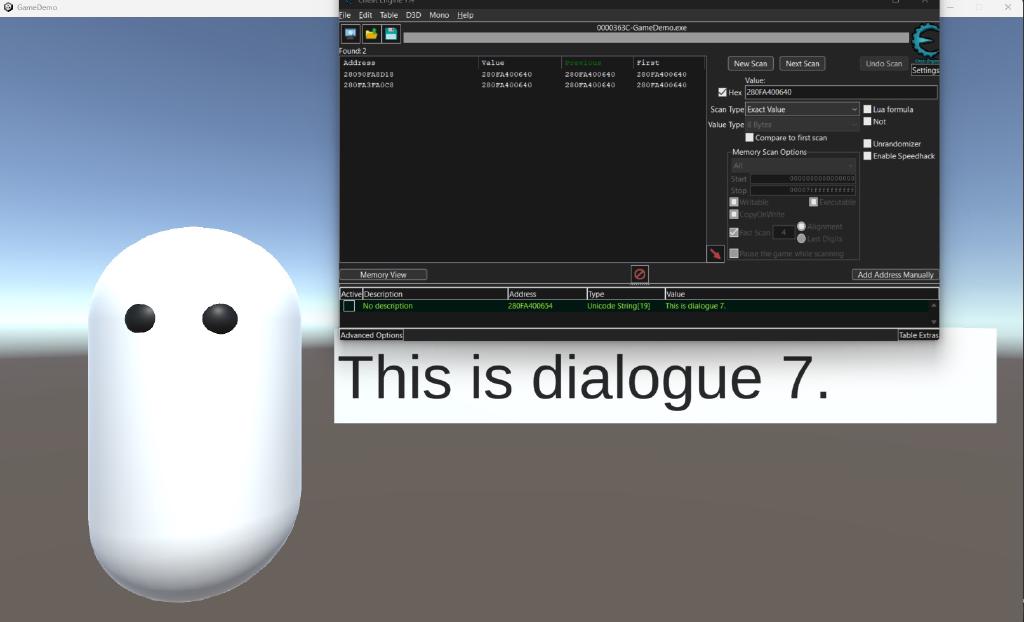 GameDemo
Cheat Engine 7.4
File Edit Table D3D Mono Help
0000363C-GameDemo.exe
Found:2
Address Value Previous First
28090FA8D18 280FA400640 280FA400640 280FA400640
280FA3FA0C8 280FA400640 280FA400640 280FA400640
New Scan Next Scan Undo Scan
Settings
Value:
Hex 280FA400640
Scan Type Exact Value
Lua formula
Not
Value Type 8 Bytes
Compare to first scan
Unrandomizer
Enable Speedhack
Memory Scan Options
All
Start 0000000000000000
Stop 00007fffffffffff
Writable Executable
CopyOnWrite
Fast Scan 4 Alignment
Last Digits
Pause the game while scanning
Memory View Add Address Manually
Active Description Address Type Value
No description 280FA400654 Unicode String[19] This is dialogue 7.
Advanced Options Table Extras
This is dialogue 7.